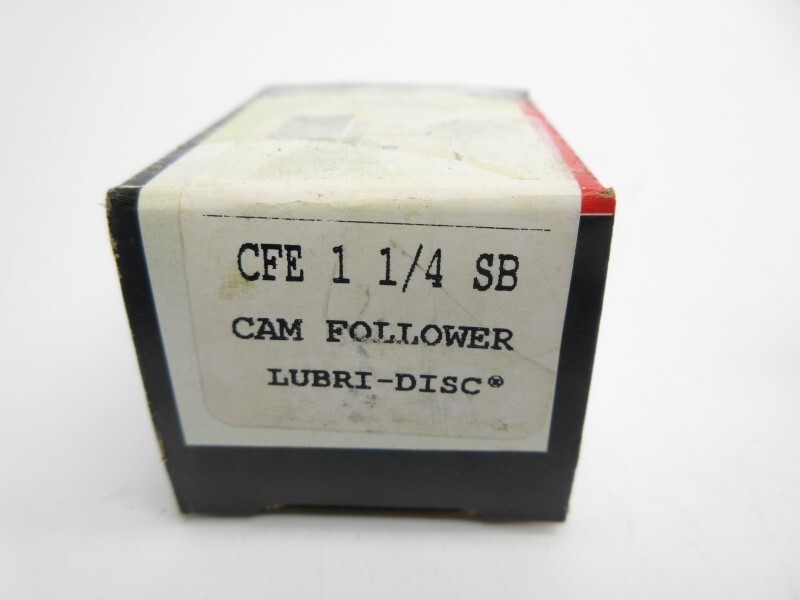 CFE 1 1/4 SB
CAM FOLLOWER
LUBRI-DISC®